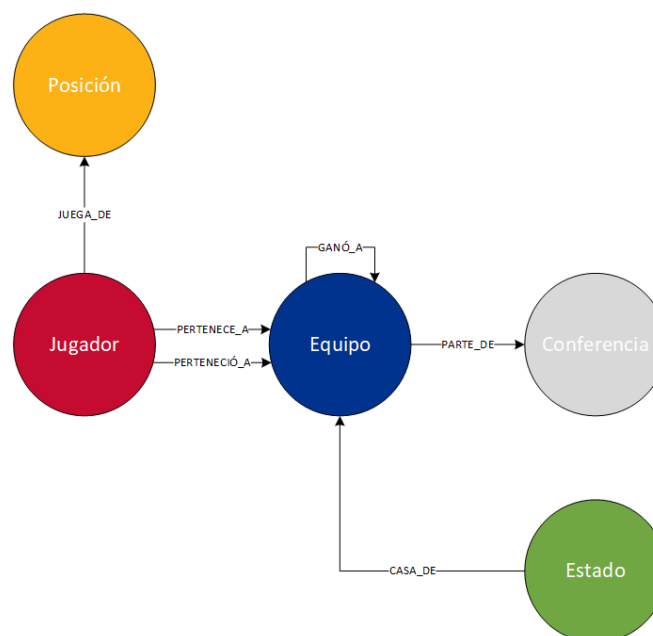 Posición
JUEGA_DE
GANÓ_A
Jugador
PERTENECE_A
PERTENECIÓ_A
Equipo
PARTE_DE
Conferencia
CASA_DE
Estado